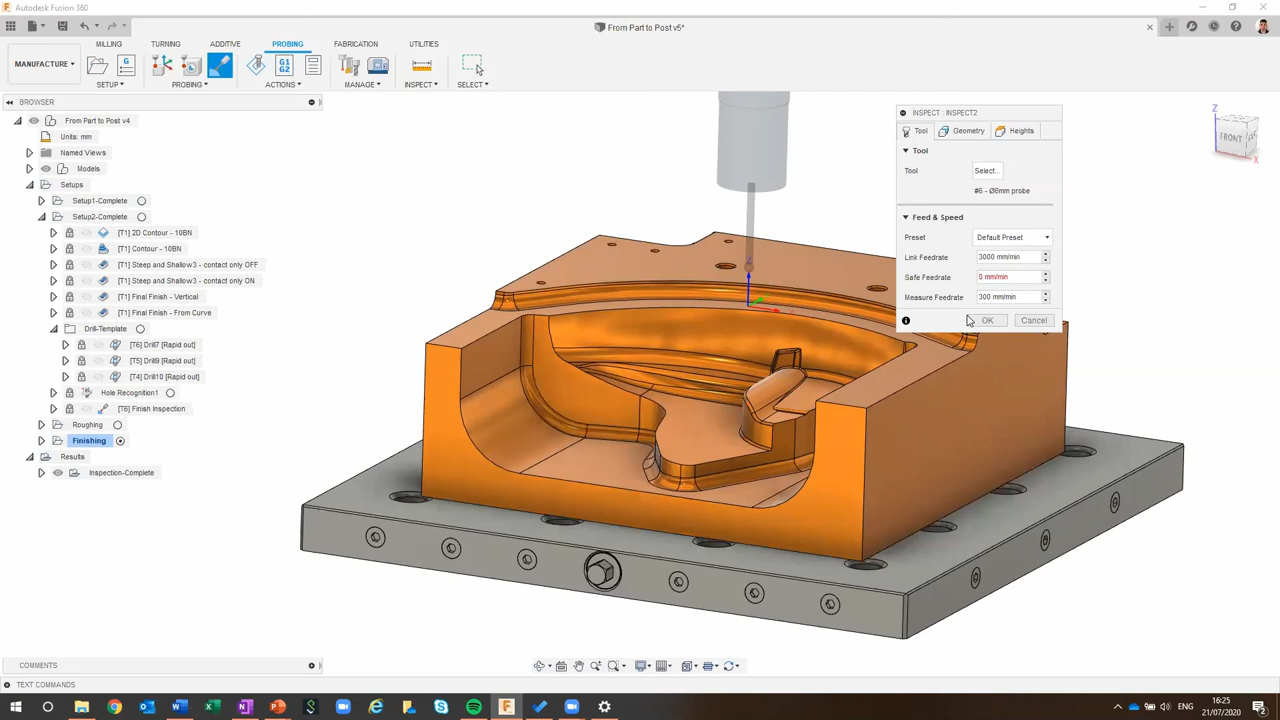 Autodesk Fusion 360
From Part to Post v5*
MANUFACTURE
MILLING
TURNING
ADDITIVE
PROBING
FABRICATION
UTILITIES
G
G1
G2
SETUP
PROBING
ACTIONS
MANAGE
INSPECT
SELECT
BROWSER
From Part to Post v4
Units: mm
Named Views
Models
Setups
Setup1-Complete
Setup2-Complete
[T1] 2D Contour - 10BN
[T1] Contour - 10BN
[T1] Steep and Shallow3 - contact only OFF
[T1] Steep and Shallow3 - contact only ON
[T1] Final Finish - Vertical
[T1] Final Finish - From Curve
Drill-Template
[T6] Drill7 [Rapid out]
[T5] Drill9 [Rapid out]
[T4] Drill10 [Rapid out]
Hole Recognition1
[T6] Finish Inspection
Roughing
Finishing
Results
Inspection-Complete
INSPECT : INSPECT2
Tool
Geometry
Heights
Tool
Tool
Select...
#6 - Ø6mm probe
Feed & Speed
Preset
Default Preset
Link Feedrate
3000 mm/min
Safe Feedrate
0 mm/min
Measure Feedrate
300 mm/min
OK
Cancel
Z
FRONT
X
Z
COMMENTS
TEXT COMMANDS
ENG
16:25
21/07/2020
2